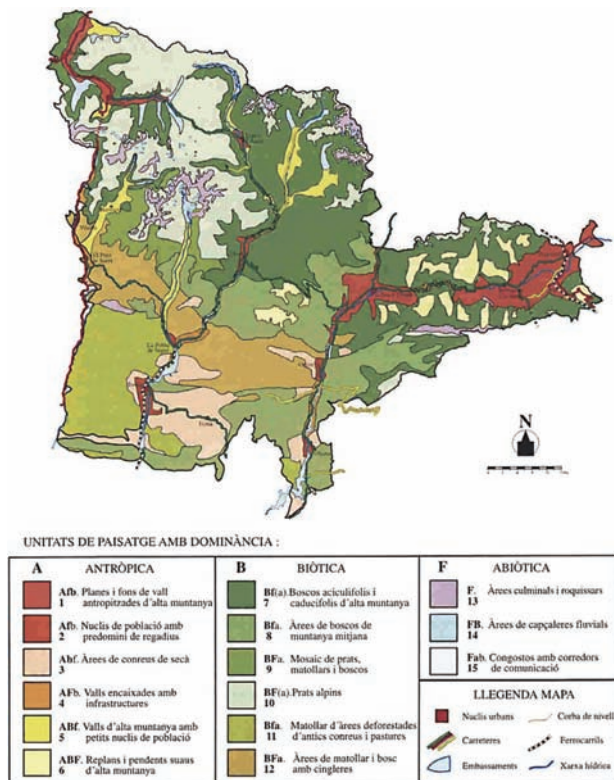 N
UNITATS DE PAISATGE AMB DOMINÀNCIA :
A ANTRÒPICA
Afb. Planes i fons de vall
1 antropitzades d'alta muntanya
Afb. Nuclis de població amb
2 predomini de regadius
Abf. Àrees de conreus de secà
3
AFb. Valls encaixades amb
4 infrastructures
ABf. Valls d'alta muntanya amb
5 petits nuclis de població
ABF. Replans i pendents suaus
6 d'alta muntanya
B BIÒTICA
Bf(a). Boscos aciculifolis i
7 caducifolis d'alta muntanya
Bfa. Àrees de boscos de
8 muntanya mitjana
BFa. Mosaic de prats,
9 matollars i boscos
BF(a). Prats alpins
10
Bfa. Matollar d'àrees deforestades
11 d'antics conreus i pastures
BFa. Àrees de matollar i bosc
12 amb cingleres
F ABIÒTICA
F. Àrees culminals i roquissars
13
FB. Àrees de capçaleres fluvials
14
Fab. Congostos amb corredors
15 de comunicació
LLEGENDA MAPA
Nuclis urbans
Corba de nivell
Carreteres
Ferrocarrils
Embassaments
Xarxa hídrica